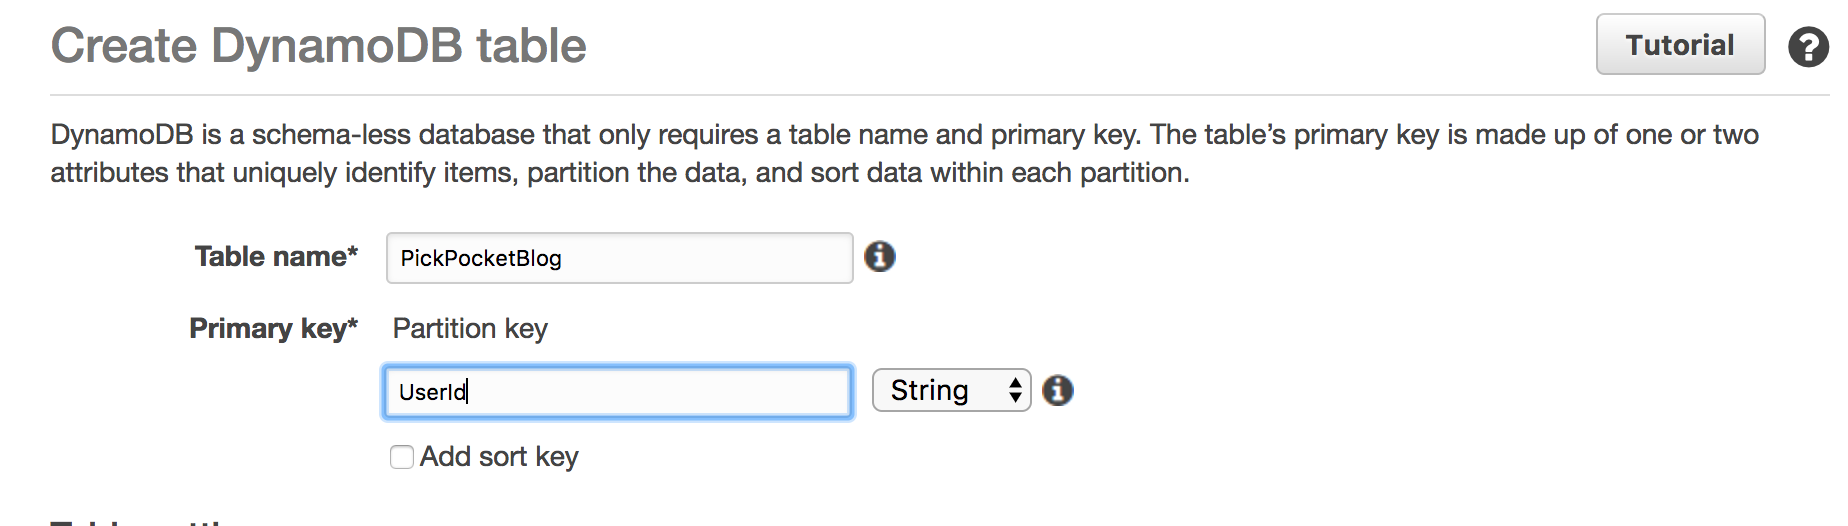 Create DynamoDB table
Tutorial
DynamoDB is a schema-less database that only requires a table name and primary key. The table's primary key is made up of one or two
attributes that uniquely identify items, partition the data, and sort data within each partition.
Table name* PickPocketBlog
Primary key* Partition key
UserId String
Add sort key